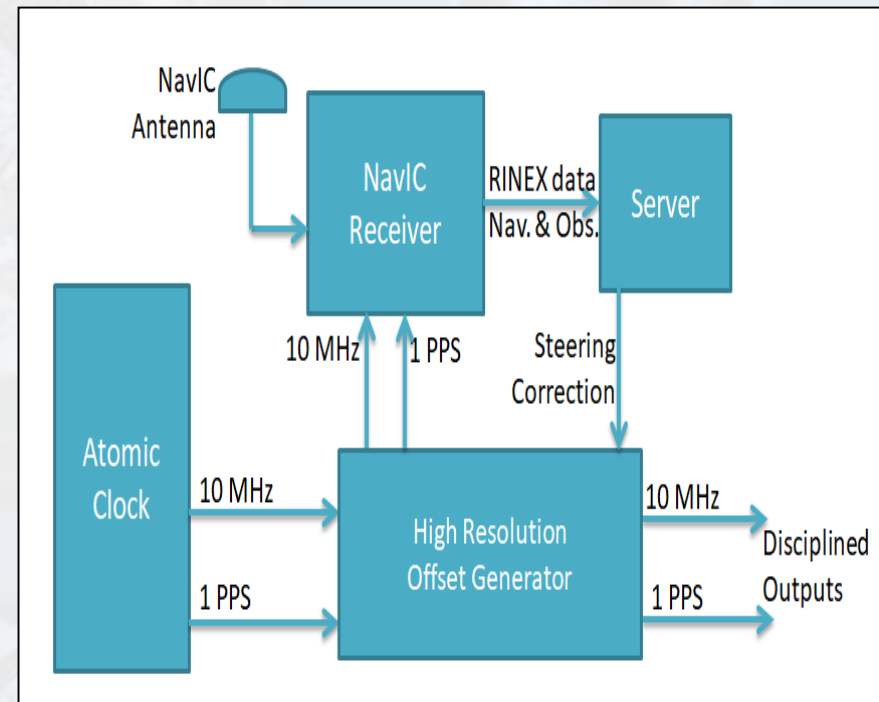 NavIC
Antenna
NavIC
Receiver
RINEX data
Nav. & Obs.
Server
10 MHz
1 PPS
Steering
Correction
Atomic
Clock
10 MHz
1 PPS
High Resolution
Offset Generator
10 MHz
1 PPS
Disciplined
Outputs